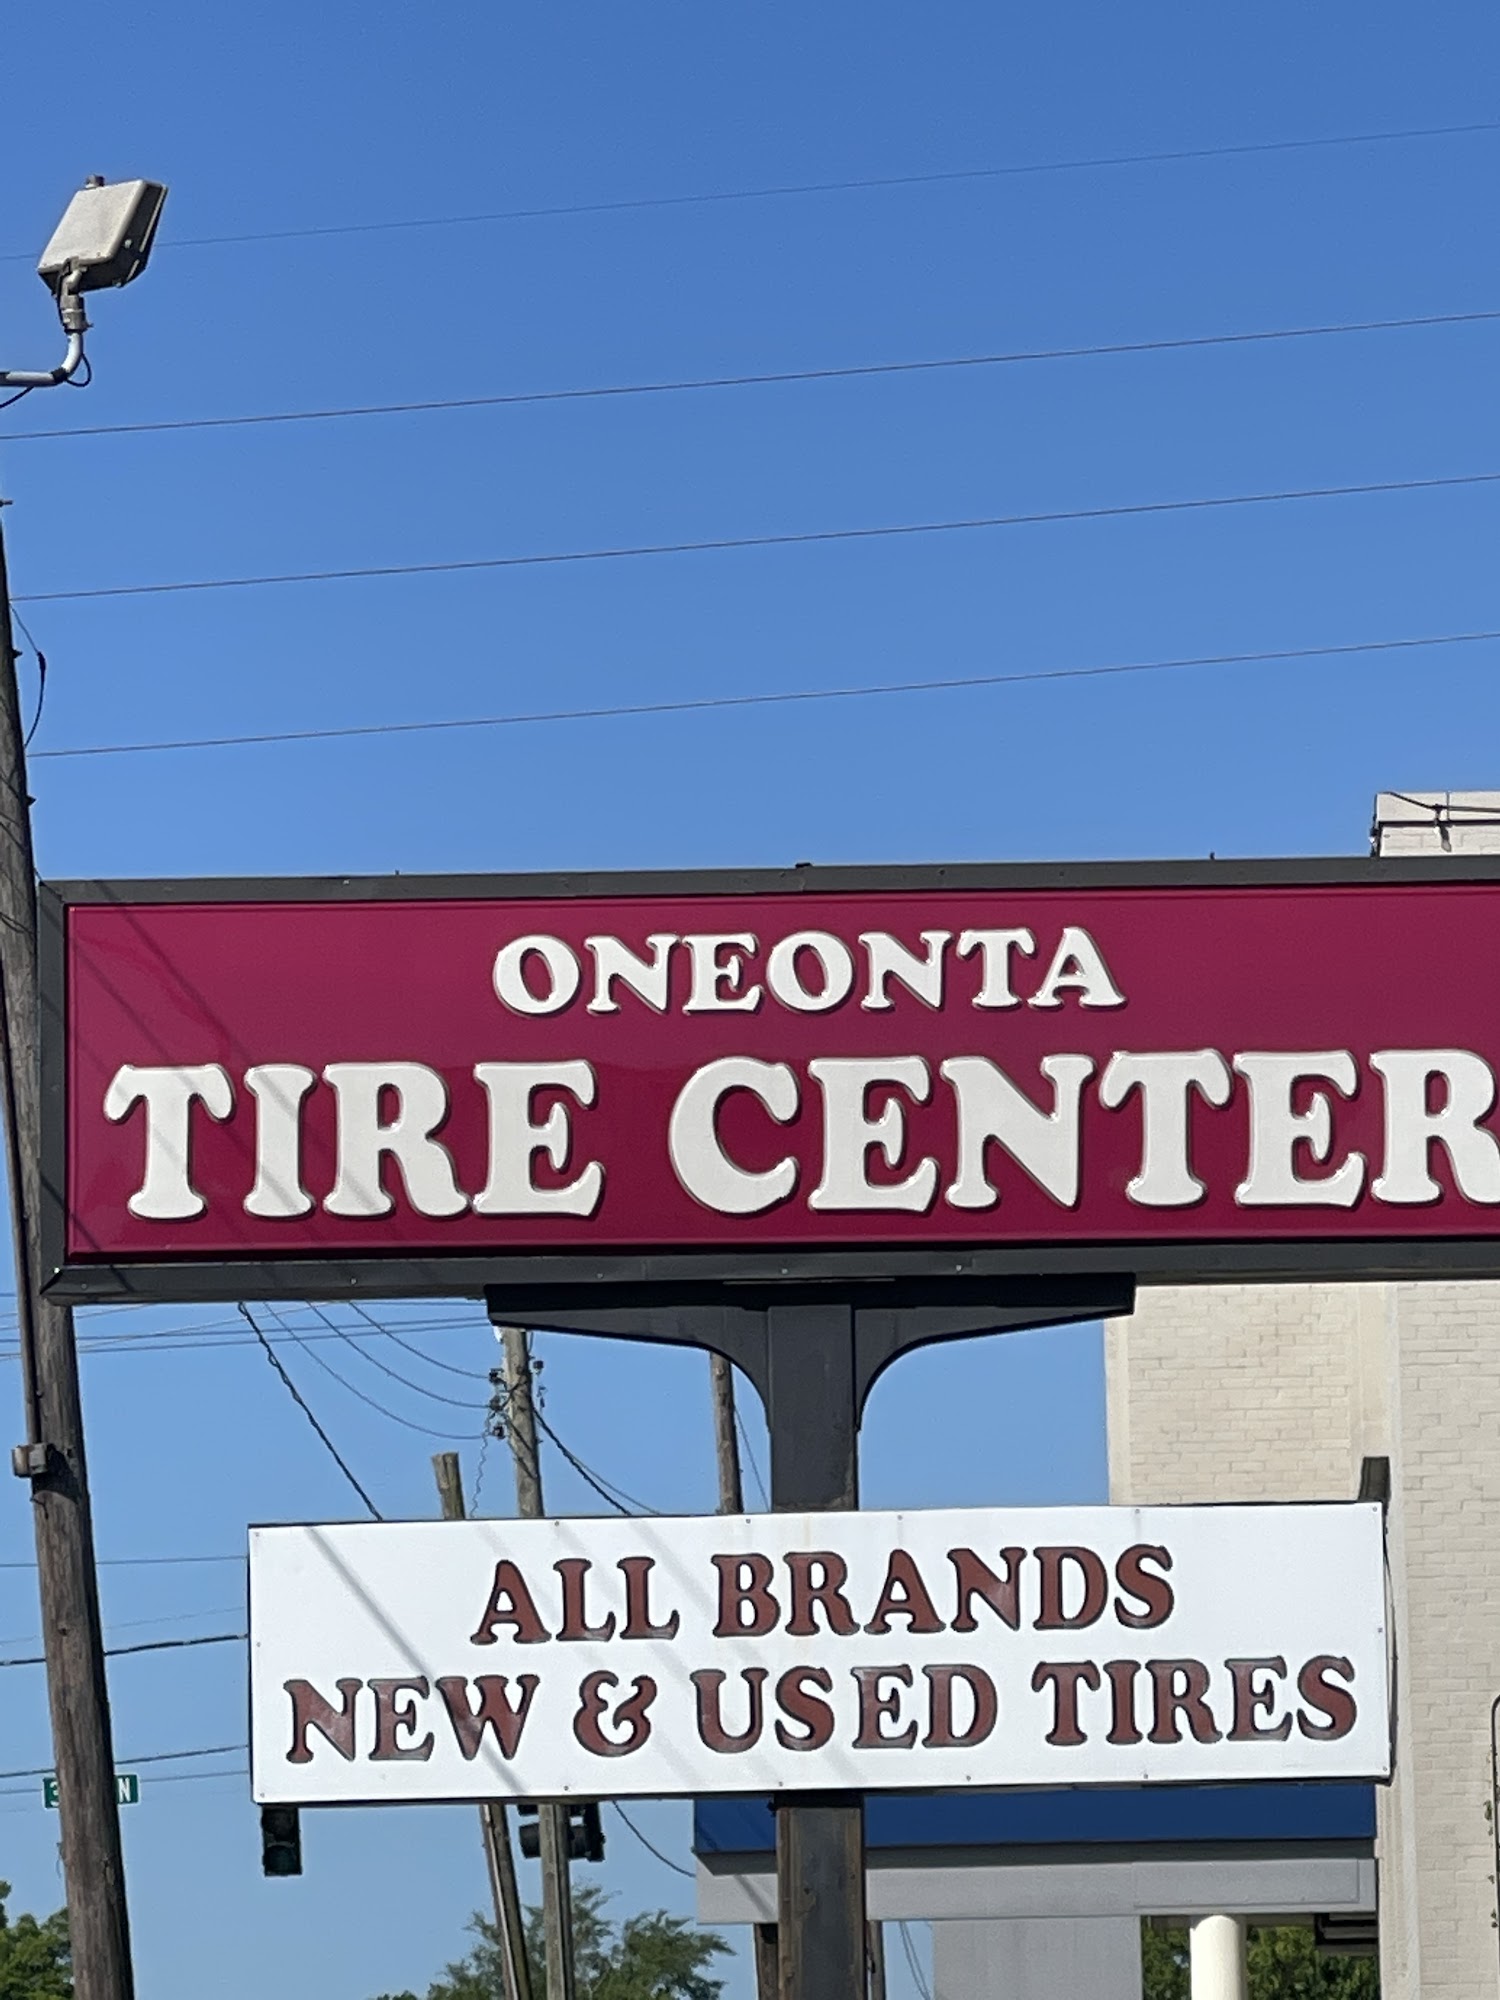 ONEONTA
TIRE CENTER
ALL BRANDS
NEW & USED TIRES
N